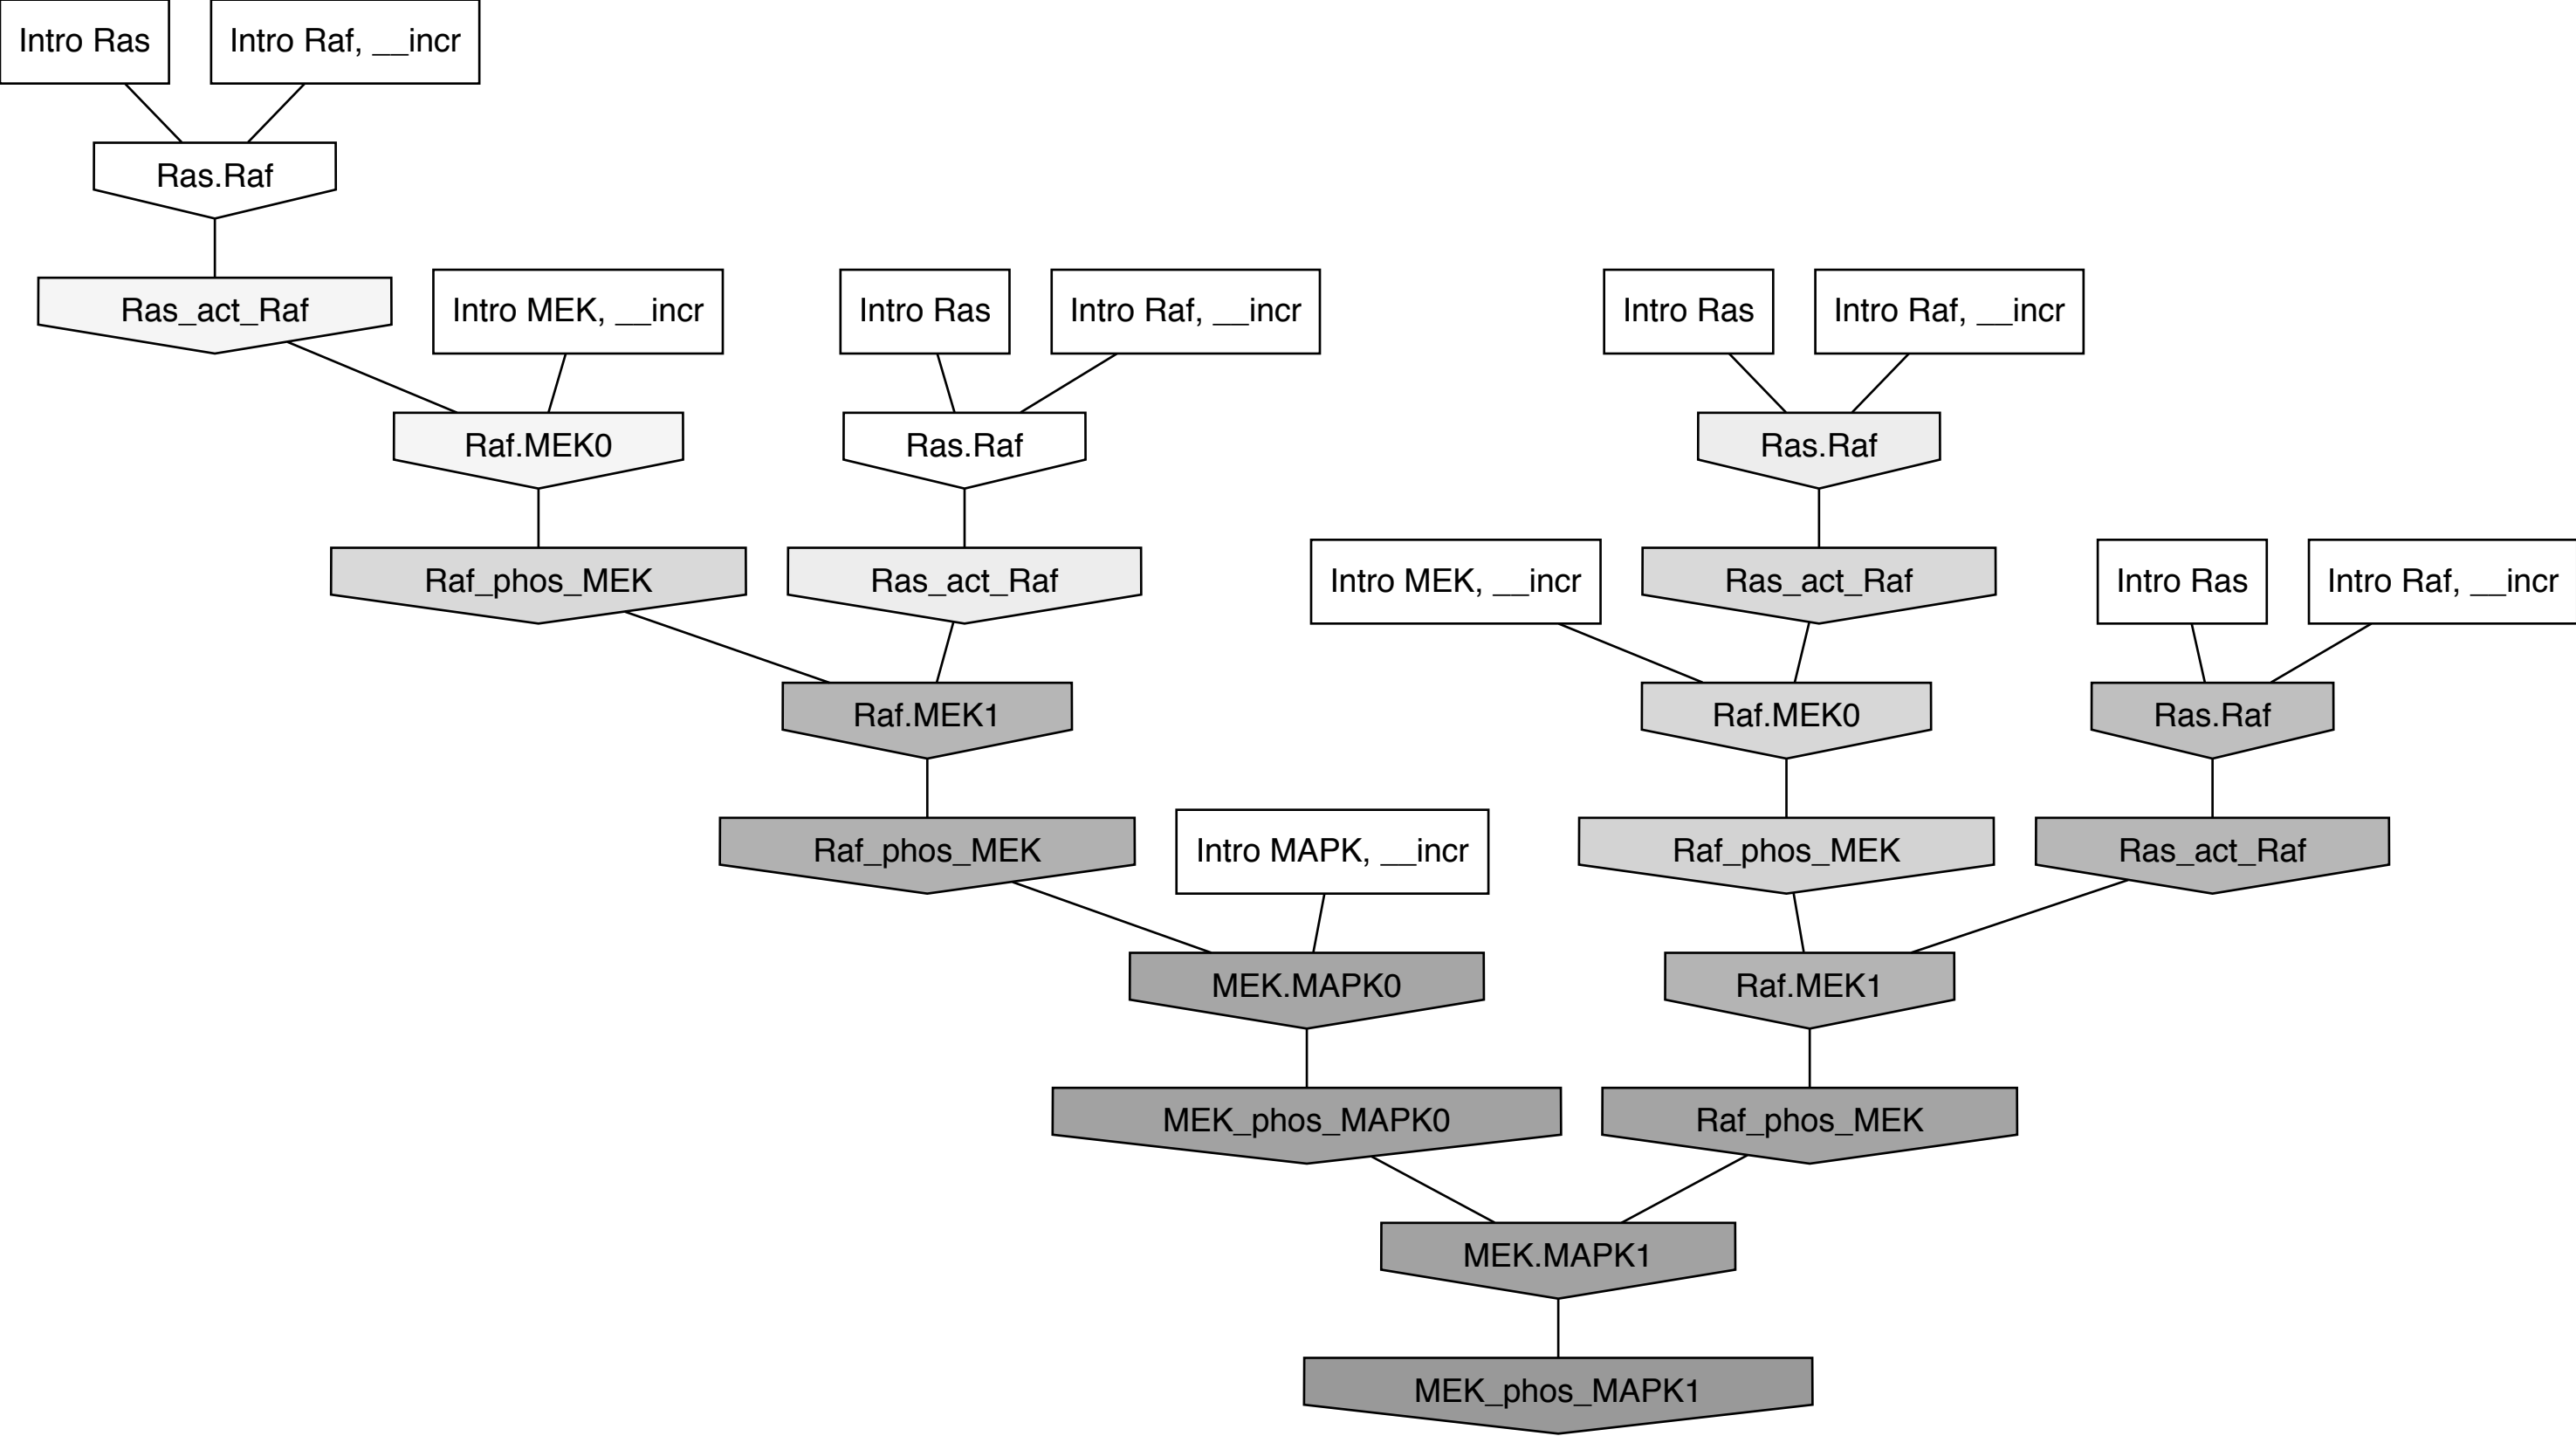 Intro Ras
Intro Raf, __incr
Ras.Raf
Ras_act_Raf
Intro MEK, __incr
Intro Ras
Intro Raf, __incr
Intro Ras
Intro Raf, __incr
Raf.MEK0
Ras.Raf
Ras.Raf
Raf_phos_MEK
Ras_act_Raf
Intro MEK, __incr
Ras_act_Raf
Intro Ras
Intro Raf, __incr
Raf.MEK1
Raf.MEK0
Ras.Raf
Raf_phos_MEK
Intro MAPK, __incr
Raf_phos_MEK
Ras_act_Raf
MEK.MAPK0
Raf.MEK1
MEK_phos_MAPK0
Raf_phos_MEK
MEK.MAPK1
MEK_phos_MAPK1